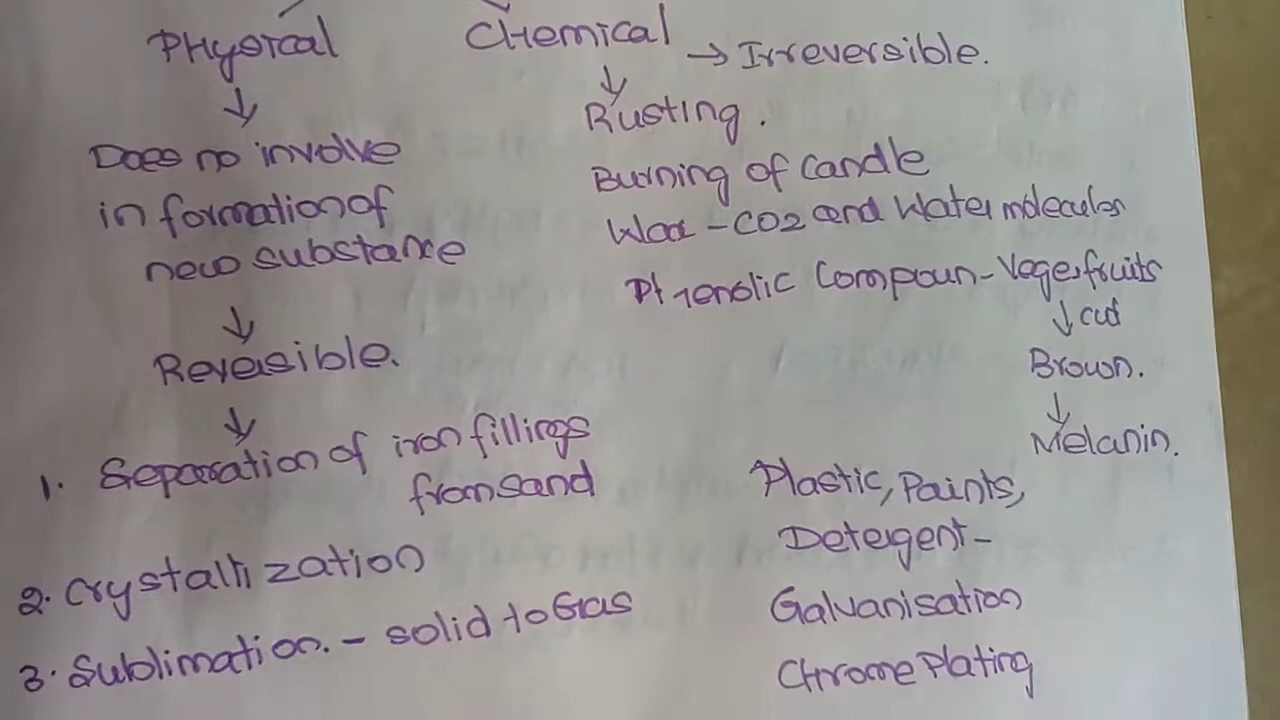 Physical
↓
Does no involve
in formation of
new substance
↓
Reversible.
↓
1. Separation of iron fillings
from sand
2. Crystallization
3. Sublimation. - solid to Gas
Chemical → Irreversible.
↓
Rusting.
Burning of candle
Wax - CO2 and Water molecules
Phenolic Compoun - Vege, fruits
↓ cut
Brown.
↓
Melanin.
Plastic, Paints,
Detergent -
Galvanisation
Chrome Plating